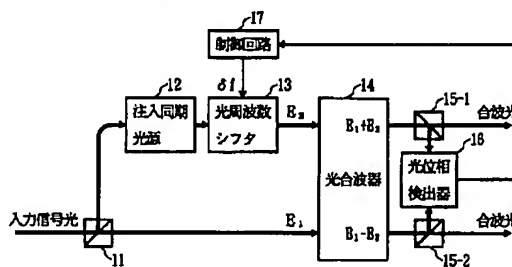 17
制御回路
12
δf
13
14
注入同期
光源
光周波数
シフタ
E₂
15-1
E₁+E₂
合波光
16
光位相
検出器
光合波器
入力信号光
E₁
E₁-E₂
合波光
11
15-2